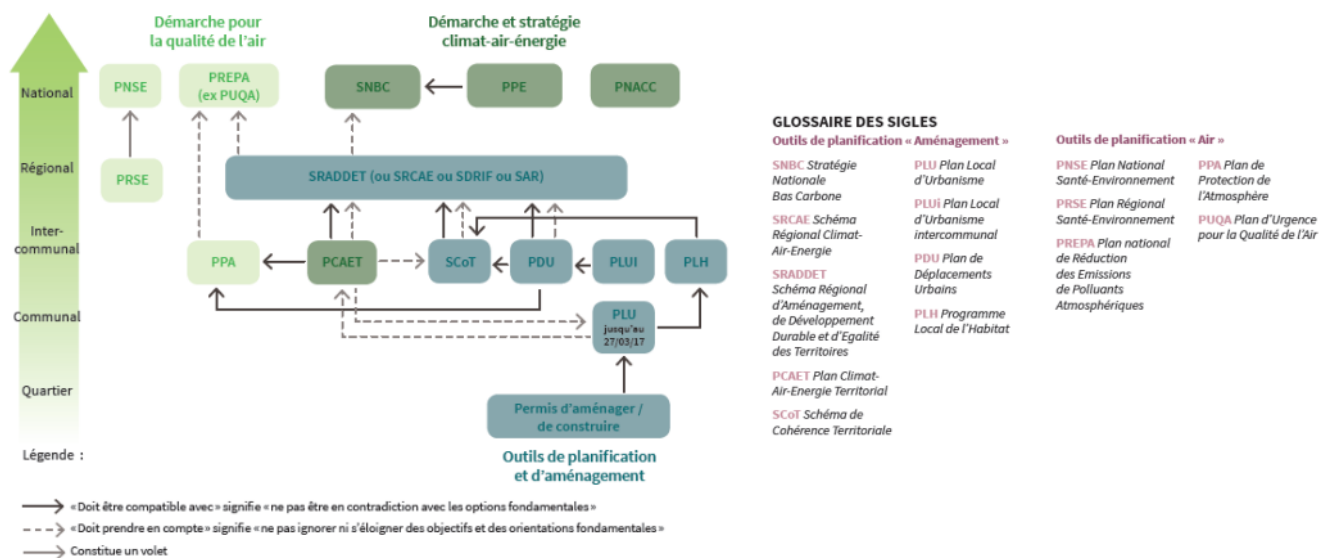 Démarche pour
la qualité de l'air
Démarche et stratégie
climat-air-énergie
National
PNSE
PREPA
(ex PUQA)
SNBC
PPE
PNACC
Régional
PRSE
SRADDET (ou SRCAE ou SDRIF ou SAR)
Inter-
communal
PPA
PCAET
SCoT
PDU
PLUI
PLH
Communal
PLU
jusqu'au
27/03/17
Quartier
Permis d'aménager /
de construire
Outils de planification
et d'aménagement
Légende :
«Doit être compatible avec» signifie «ne pas être en contradiction avec les options fondamentales»
«Doit prendre en compte» signifie «ne pas ignorer ni s'éloigner des objectifs et des orientations fondamentales»
Constitue un volet
GLOSSAIRE DES SIGLES
Outils de planification « Aménagement »
SNBC Stratégie
Nationale
Bas Carbone
SRCAE Schéma
Régional Climat-
Air-Energie
SRADDET
Schéma Régional
d'Aménagement,
de Développement
Durable et d'Egalité
des Territoires
PCAET Plan Climat-
Air-Energie Territorial
SCoT Schéma de
Cohérence Territoriale
PLU Plan Local
d'Urbanisme
PLUi Plan Local
d'Urbanisme
intercommunal
PDU Plan de
Déplacements
Urbains
PLH Programme
Local de l'Habitat
Outils de planification « Air »
PNSE Plan National
Santé-Environnement
PRSE Plan Régional
Santé-Environnement
PREPA Plan national
de Réduction
des Emissions
de Polluants
Atmosphériques
PPA Plan de
Protection de
l'Atmosphère
PUQA Plan d'Urgence
pour la Qualité de l'Air